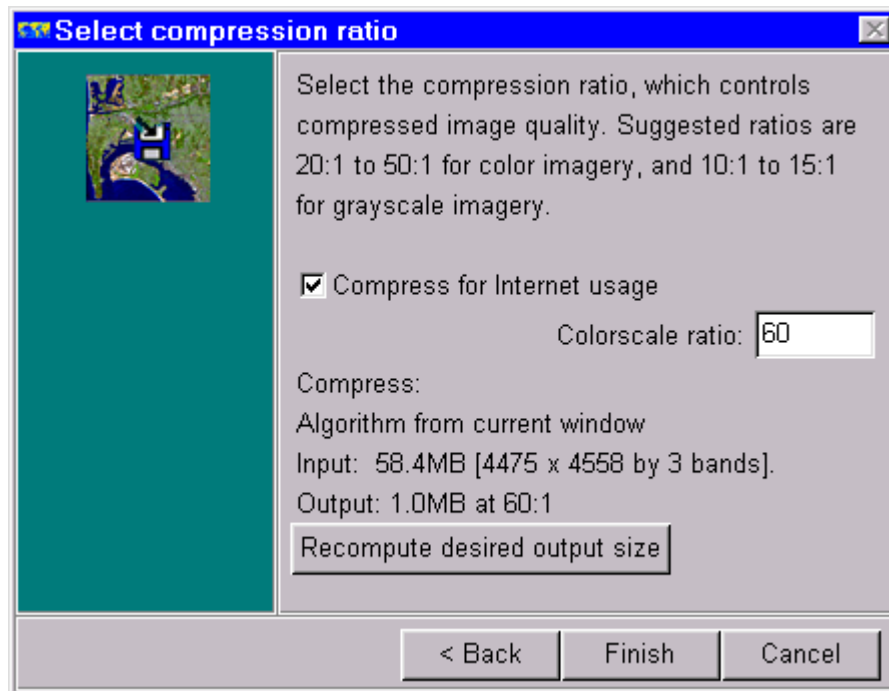 Select compression ratio
Select the compression ratio, which controls
compressed image quality. Suggested ratios are
20:1 to 50:1 for color imagery, and 10:1 to 15:1
for grayscale imagery.
Compress for Internet usage
Colorscale ratio: 60
Compress:
Algorithm from current window
Input: 58.4MB [4475 x 4558 by 3 bands].
Output: 1.0MB at 60:1
Recompute desired output size
< Back Finish Cancel